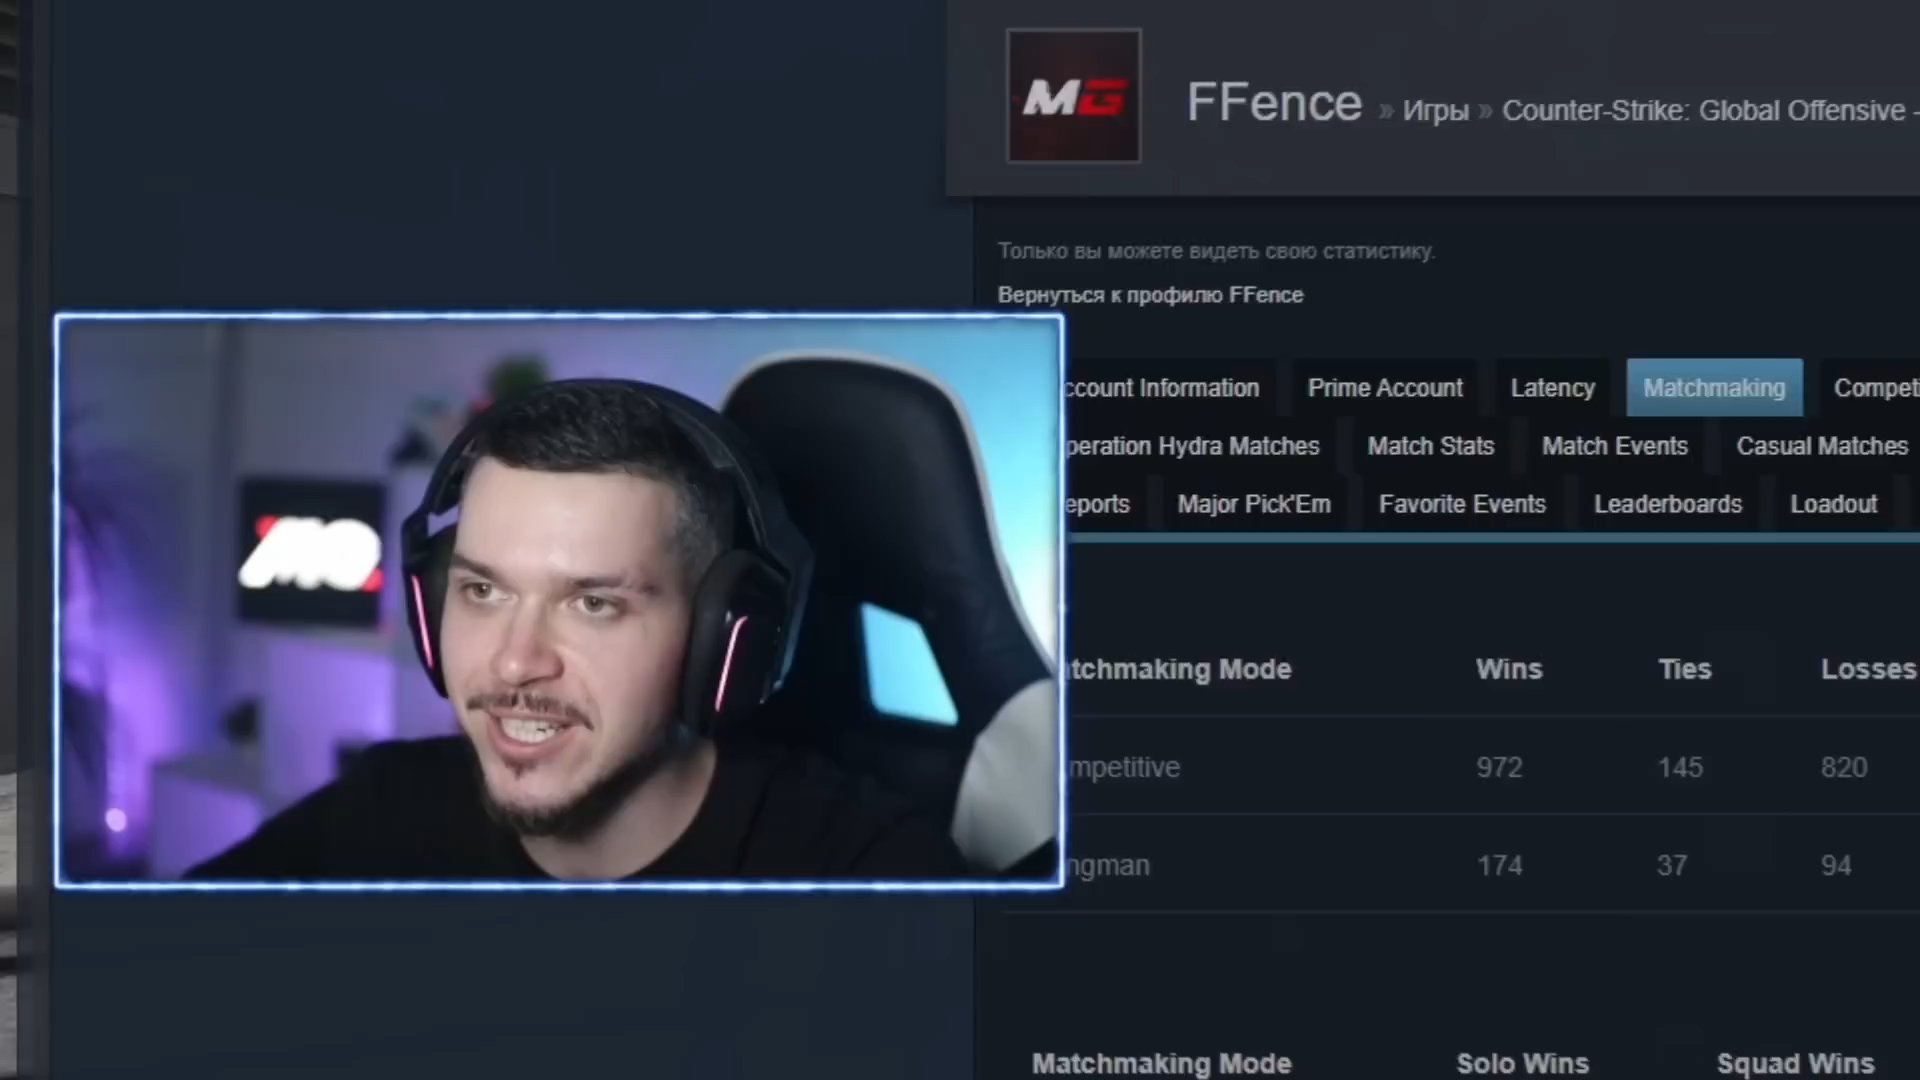 MG
FFence » Игры » Counter-Strike: Global Offensive -
Только вы можете видеть свою статистику.
Вернуться к профилю FFence
ccount Information Prime Account Latency Matchmaking Compet
peration Hydra Matches Match Stats Match Events Casual Matches
eports Major Pick'Em Favorite Events Leaderboards Loadout
tchmaking Mode Wins Ties Losses
mpetitive 972 145 820
ngman 174 37 94
Matchmaking Mode Solo Wins Squad Wins